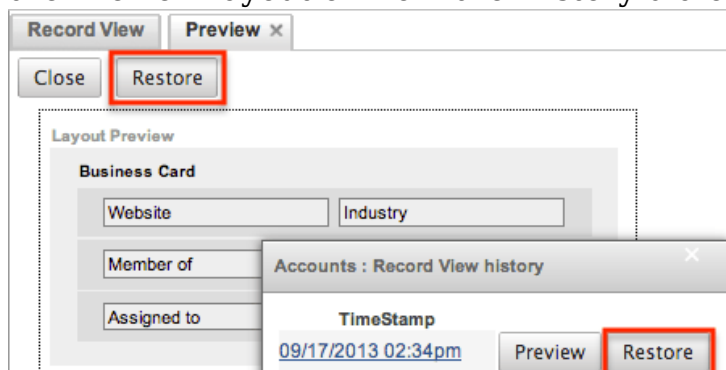 Record View Preview ×
Close Restore
Layout Preview
Business Card
Website Industry
Member of
Accounts : Record View history ×
Assigned to
TimeStamp
09/17/2013 02:34pm Preview Restore